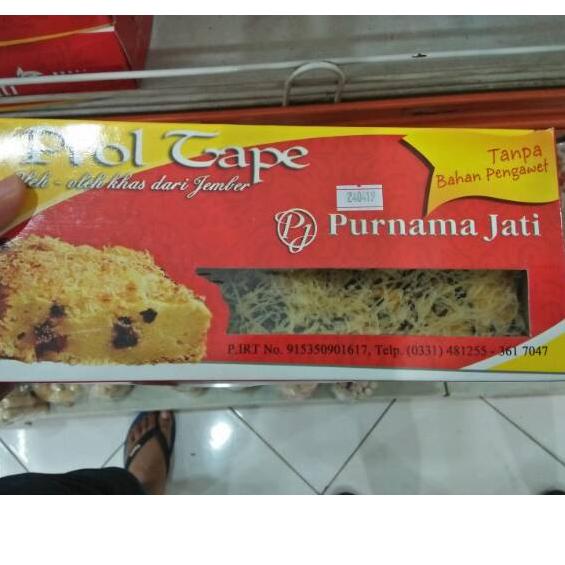 Prol Tape
Oleh - oleh khas dari Jember
Tanpa
Bahan Pengawet
240419
PJ
Purnama Jati
P.IRT No. 915350901617, Telp. (0331) 481255 - 361 7047